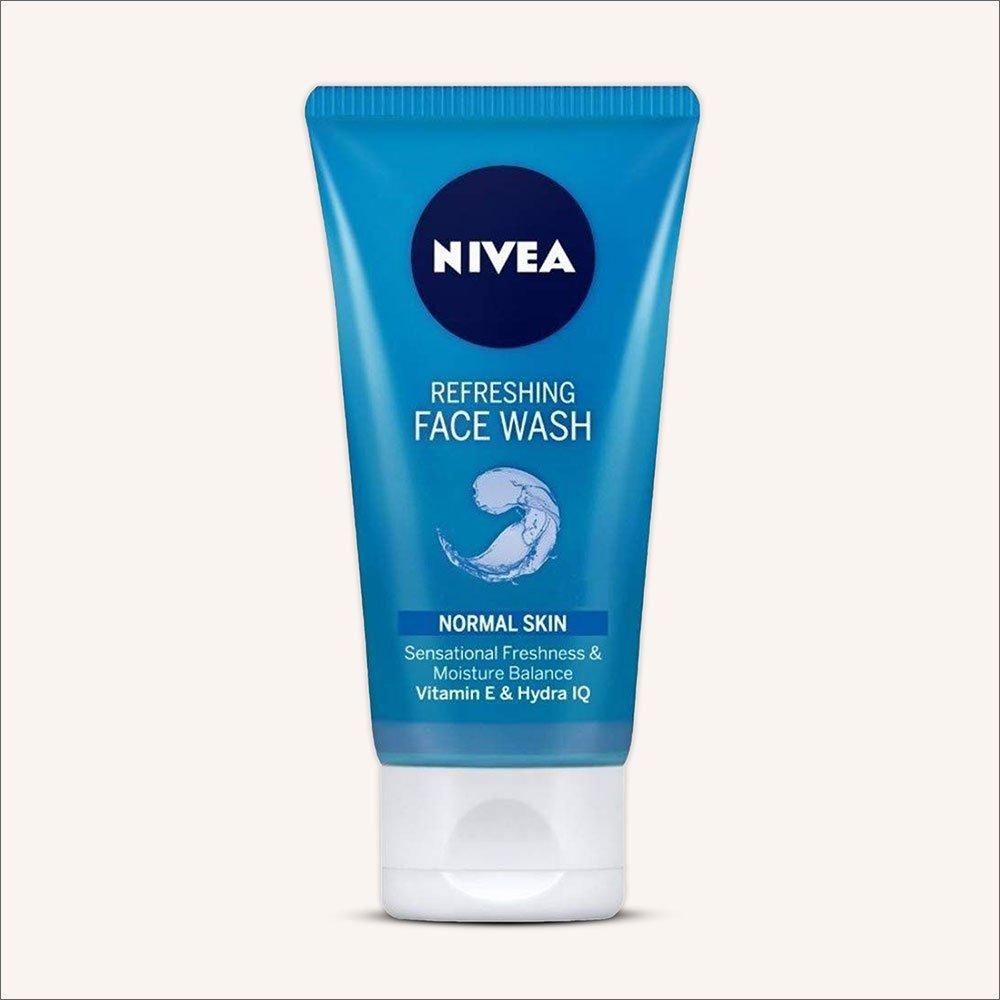 NIVEA
REFRESHING
FACE WASH
NORMAL SKIN
Sensational Freshness &
Moisture Balance
Vitamin E & Hydra IQ